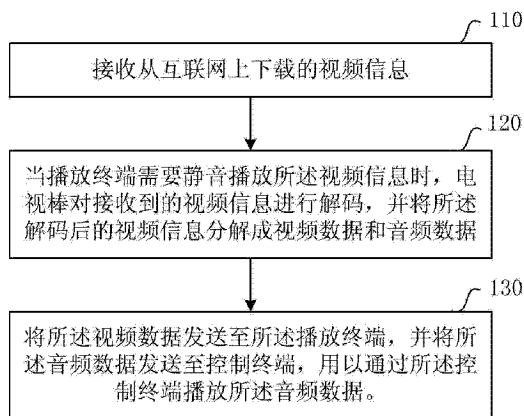 110
接收从互联网上下载的视频信息
120
当播放终端需要静音播放所述视频信息时，电
视棒对接收到的视频信息进行解码，并将所述
解码后的视频信息分解成视频数据和音频数据
130
将所述视频数据发送至所述播放终端，并将所
述音频数据发送至控制终端，用以通过所述控
制终端播放所述音频数据。